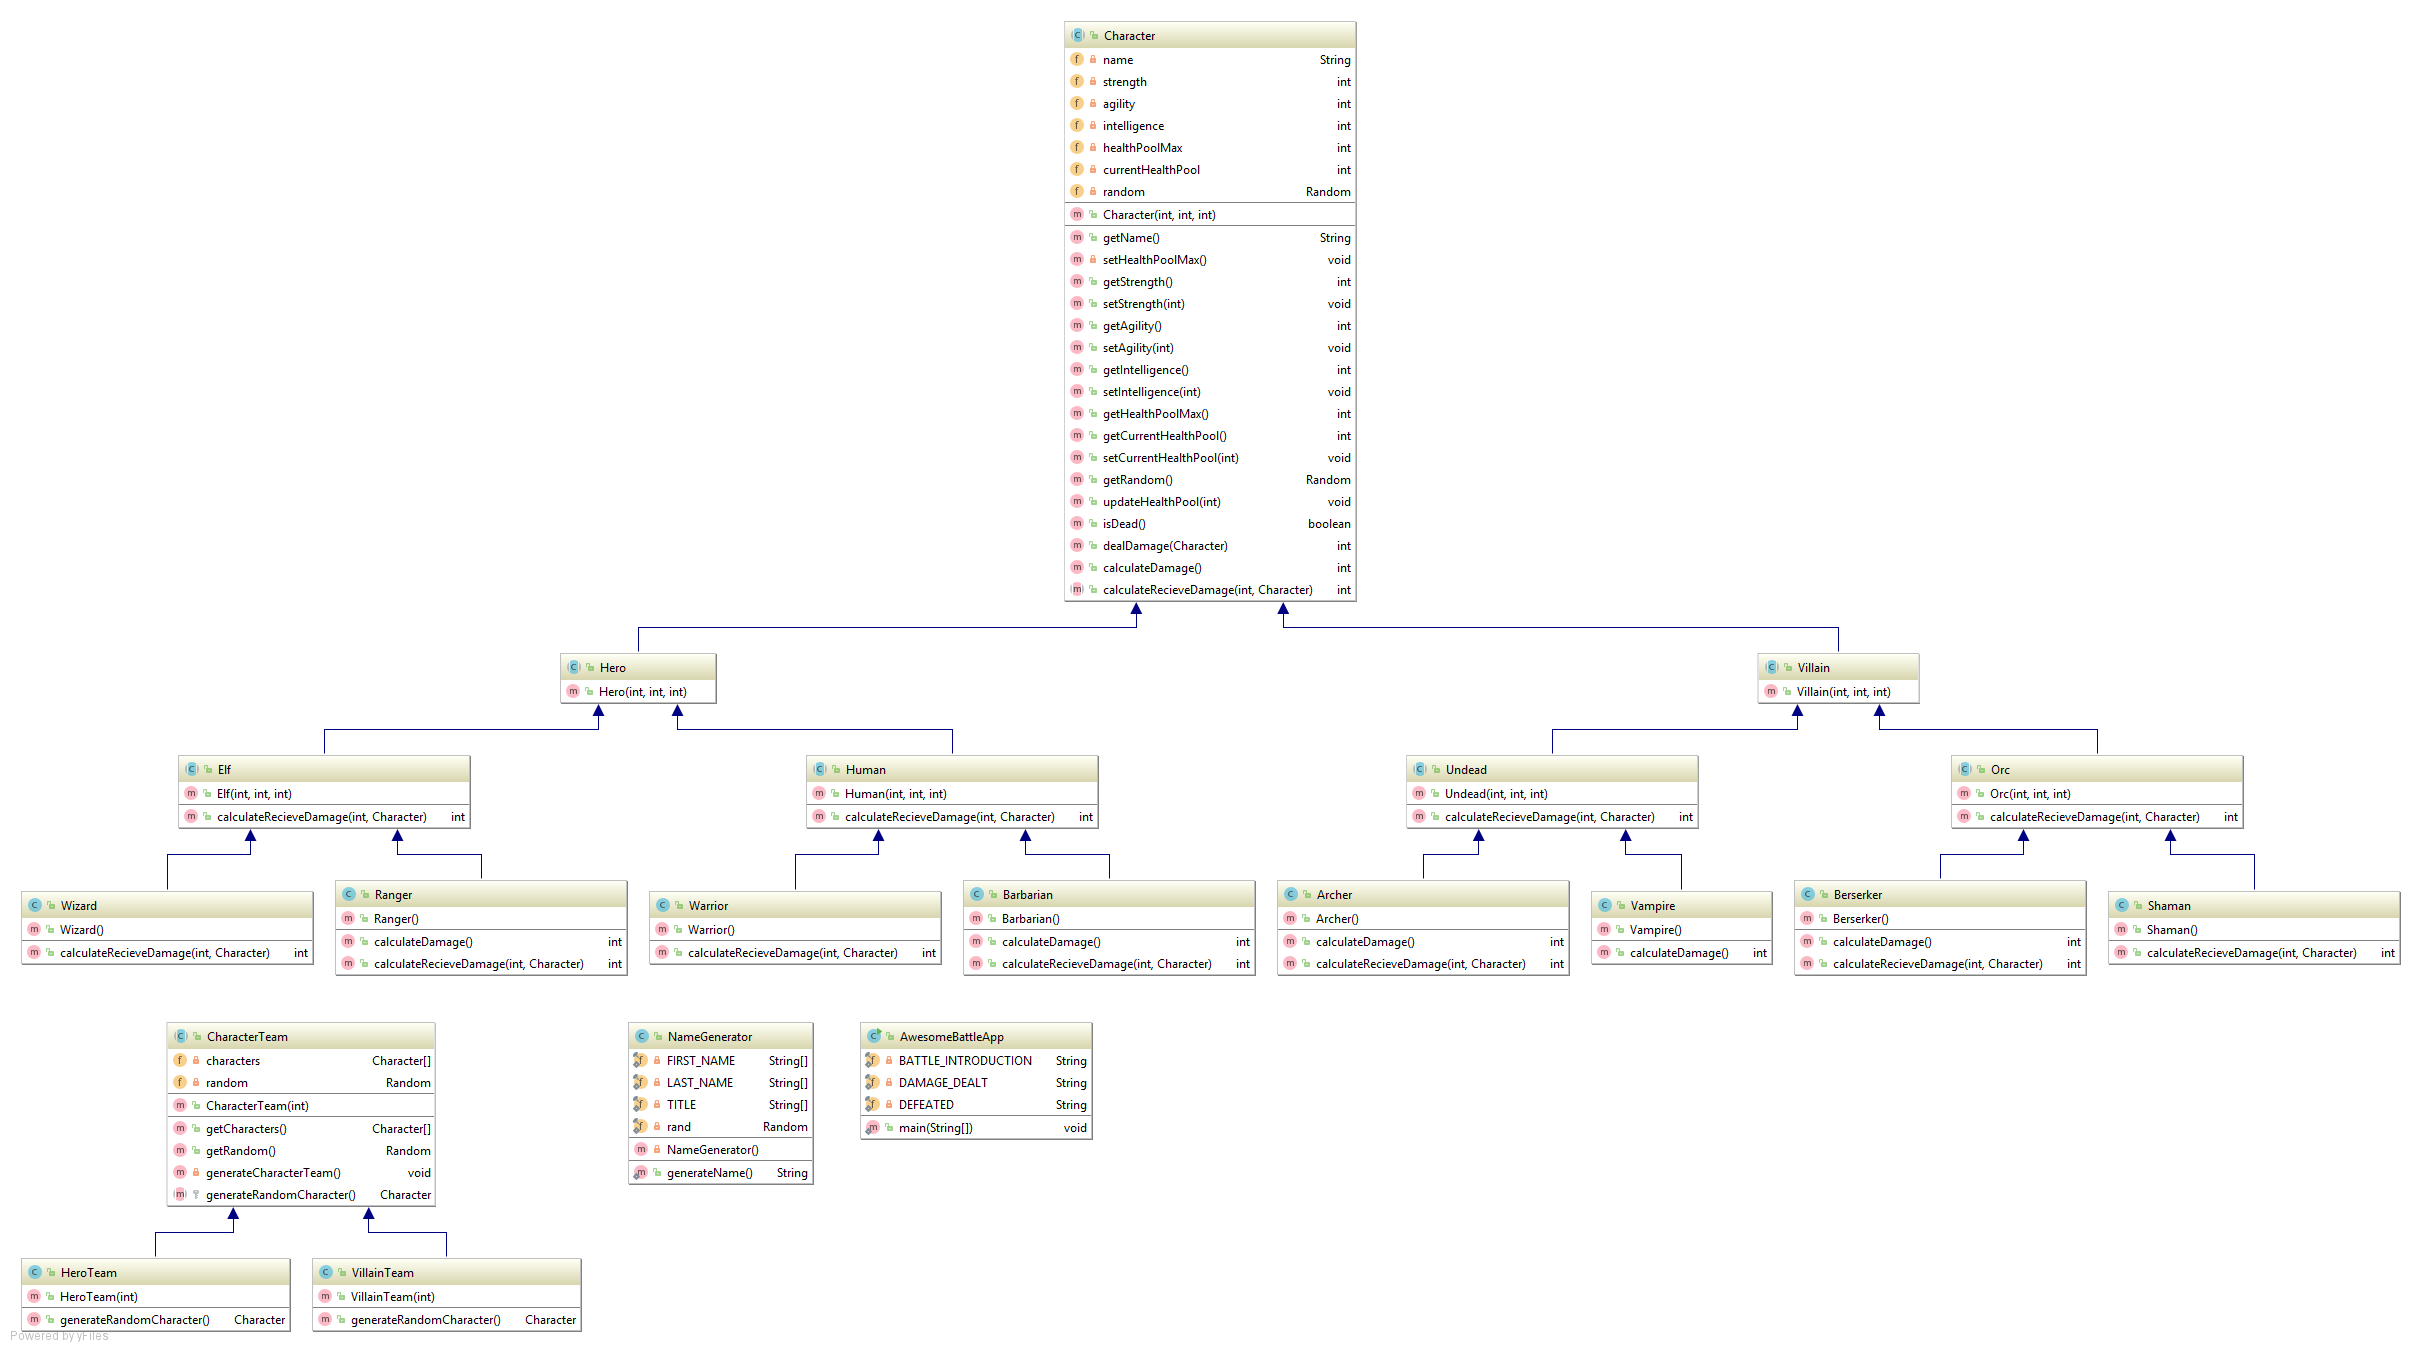 Character
name String
strength int
agility int
intelligence int
healthPoolMax int
currentHealthPool int
random Random
Character(int, int, int)
getName() String
setHealthPoolMax() void
getStrength() int
setStrength(int) void
getAgility() int
setAgility(int) void
getIntelligence() int
setIntelligence(int) void
getHealthPoolMax() int
getCurrentHealthPool() int
setCurrentHealthPool(int) void
getRandom() Random
updateHealthPool(int) void
isDead() boolean
dealDamage(Character) int
calculateDamage() int
calculateRecieveDamage(int, Character) int
Hero
Hero(int, int, int)
Villain
Villain(int, int, int)
Elf
Elf(int, int, int)
calculateRecieveDamage(int, Character) int
Human
Human(int, int, int)
calculateRecieveDamage(int, Character) int
Undead
Undead(int, int, int)
calculateRecieveDamage(int, Character) int
Orc
Orc(int, int, int)
calculateRecieveDamage(int, Character) int
Wizard
Wizard()
calculateRecieveDamage(int, Character) int
Ranger
Ranger()
calculateDamage() int
calculateRecieveDamage(int, Character) int
Warrior
Warrior()
calculateRecieveDamage(int, Character) int
Barbarian
Barbarian()
calculateDamage() int
calculateRecieveDamage(int, Character) int
Archer
Archer()
calculateDamage() int
calculateRecieveDamage(int, Character) int
Vampire
Vampire()
calculateDamage() int
Berserker
Berserker()
calculateDamage() int
calculateRecieveDamage(int, Character) int
Shaman
Shaman()
calculateRecieveDamage(int, Character) int
CharacterTeam
characters Character[]
random Random
CharacterTeam(int)
getCharacters() Character[]
getRandom() Random
generateCharacterTeam() void
generateRandomCharacter() Character
NameGenerator
FIRST_NAME String[]
LAST_NAME String[]
TITLE String[]
rand Random
NameGenerator()
generateName() String
AwesomeBattleApp
BATTLE_INTRODUCTION String
DAMAGE_DEALT String
DEFEATED String
main(String[]) void
HeroTeam
HeroTeam(int)
generateRandomCharacter() Character
VillainTeam
VillainTeam(int)
generateRandomCharacter() Character
Powered by yFiles